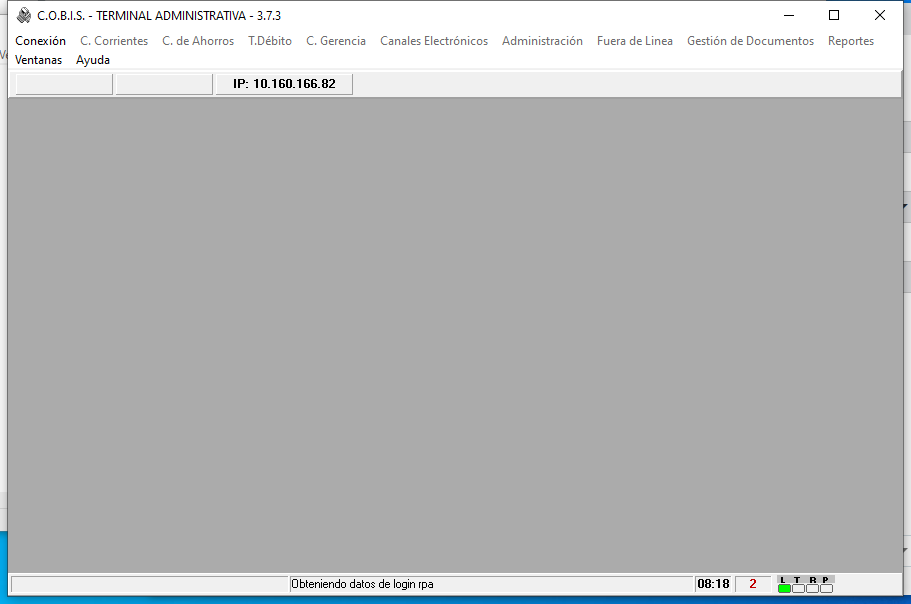 C.O.B.I.S. - TERMINAL ADMINISTRATIVA - 3.7.3
Conexión C. Corrientes C. de Ahorros T.Débito C. Gerencia Canales Electrónicos Administración Fuera de Linea Gestión de Documentos Reportes
Ventanas Ayuda
IP: 10.160.166.82
Obteniendo datos de login rpa 08:18 2 L T R P